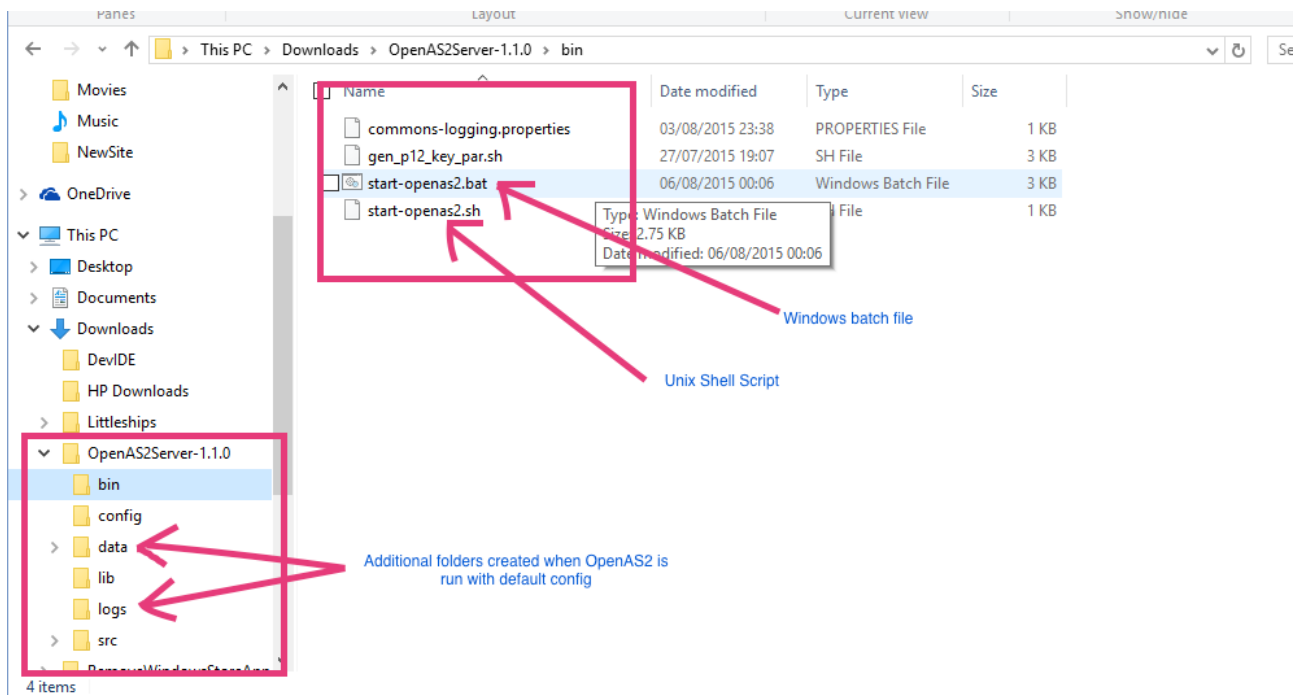 Panes Layout Current view Show/hide
This PC > Downloads > OpenAS2Server-1.1.0 > bin
Movies
Music
NewSite
OneDrive
This PC
Desktop
Documents
Downloads
DevIDE
HP Downloads
Littleships
OpenAS2Server-1.1.0
bin
config
data
lib
logs
src
Name Date modified Type Size
commons-logging.properties 03/08/2015 23:38 PROPERTIES File 1 KB
gen_p12_key_par.sh 27/07/2015 19:07 SH File 3 KB
start-openas2.bat 06/08/2015 00:06 Windows Batch File 3 KB
start-openas2.sh File 1 KB
Type: Windows Batch File
Size: 2.75 KB
Date modified: 06/08/2015 00:06
Windows batch file
Unix Shell Script
Additional folders created when OpenAS2 is
run with default config
4 items